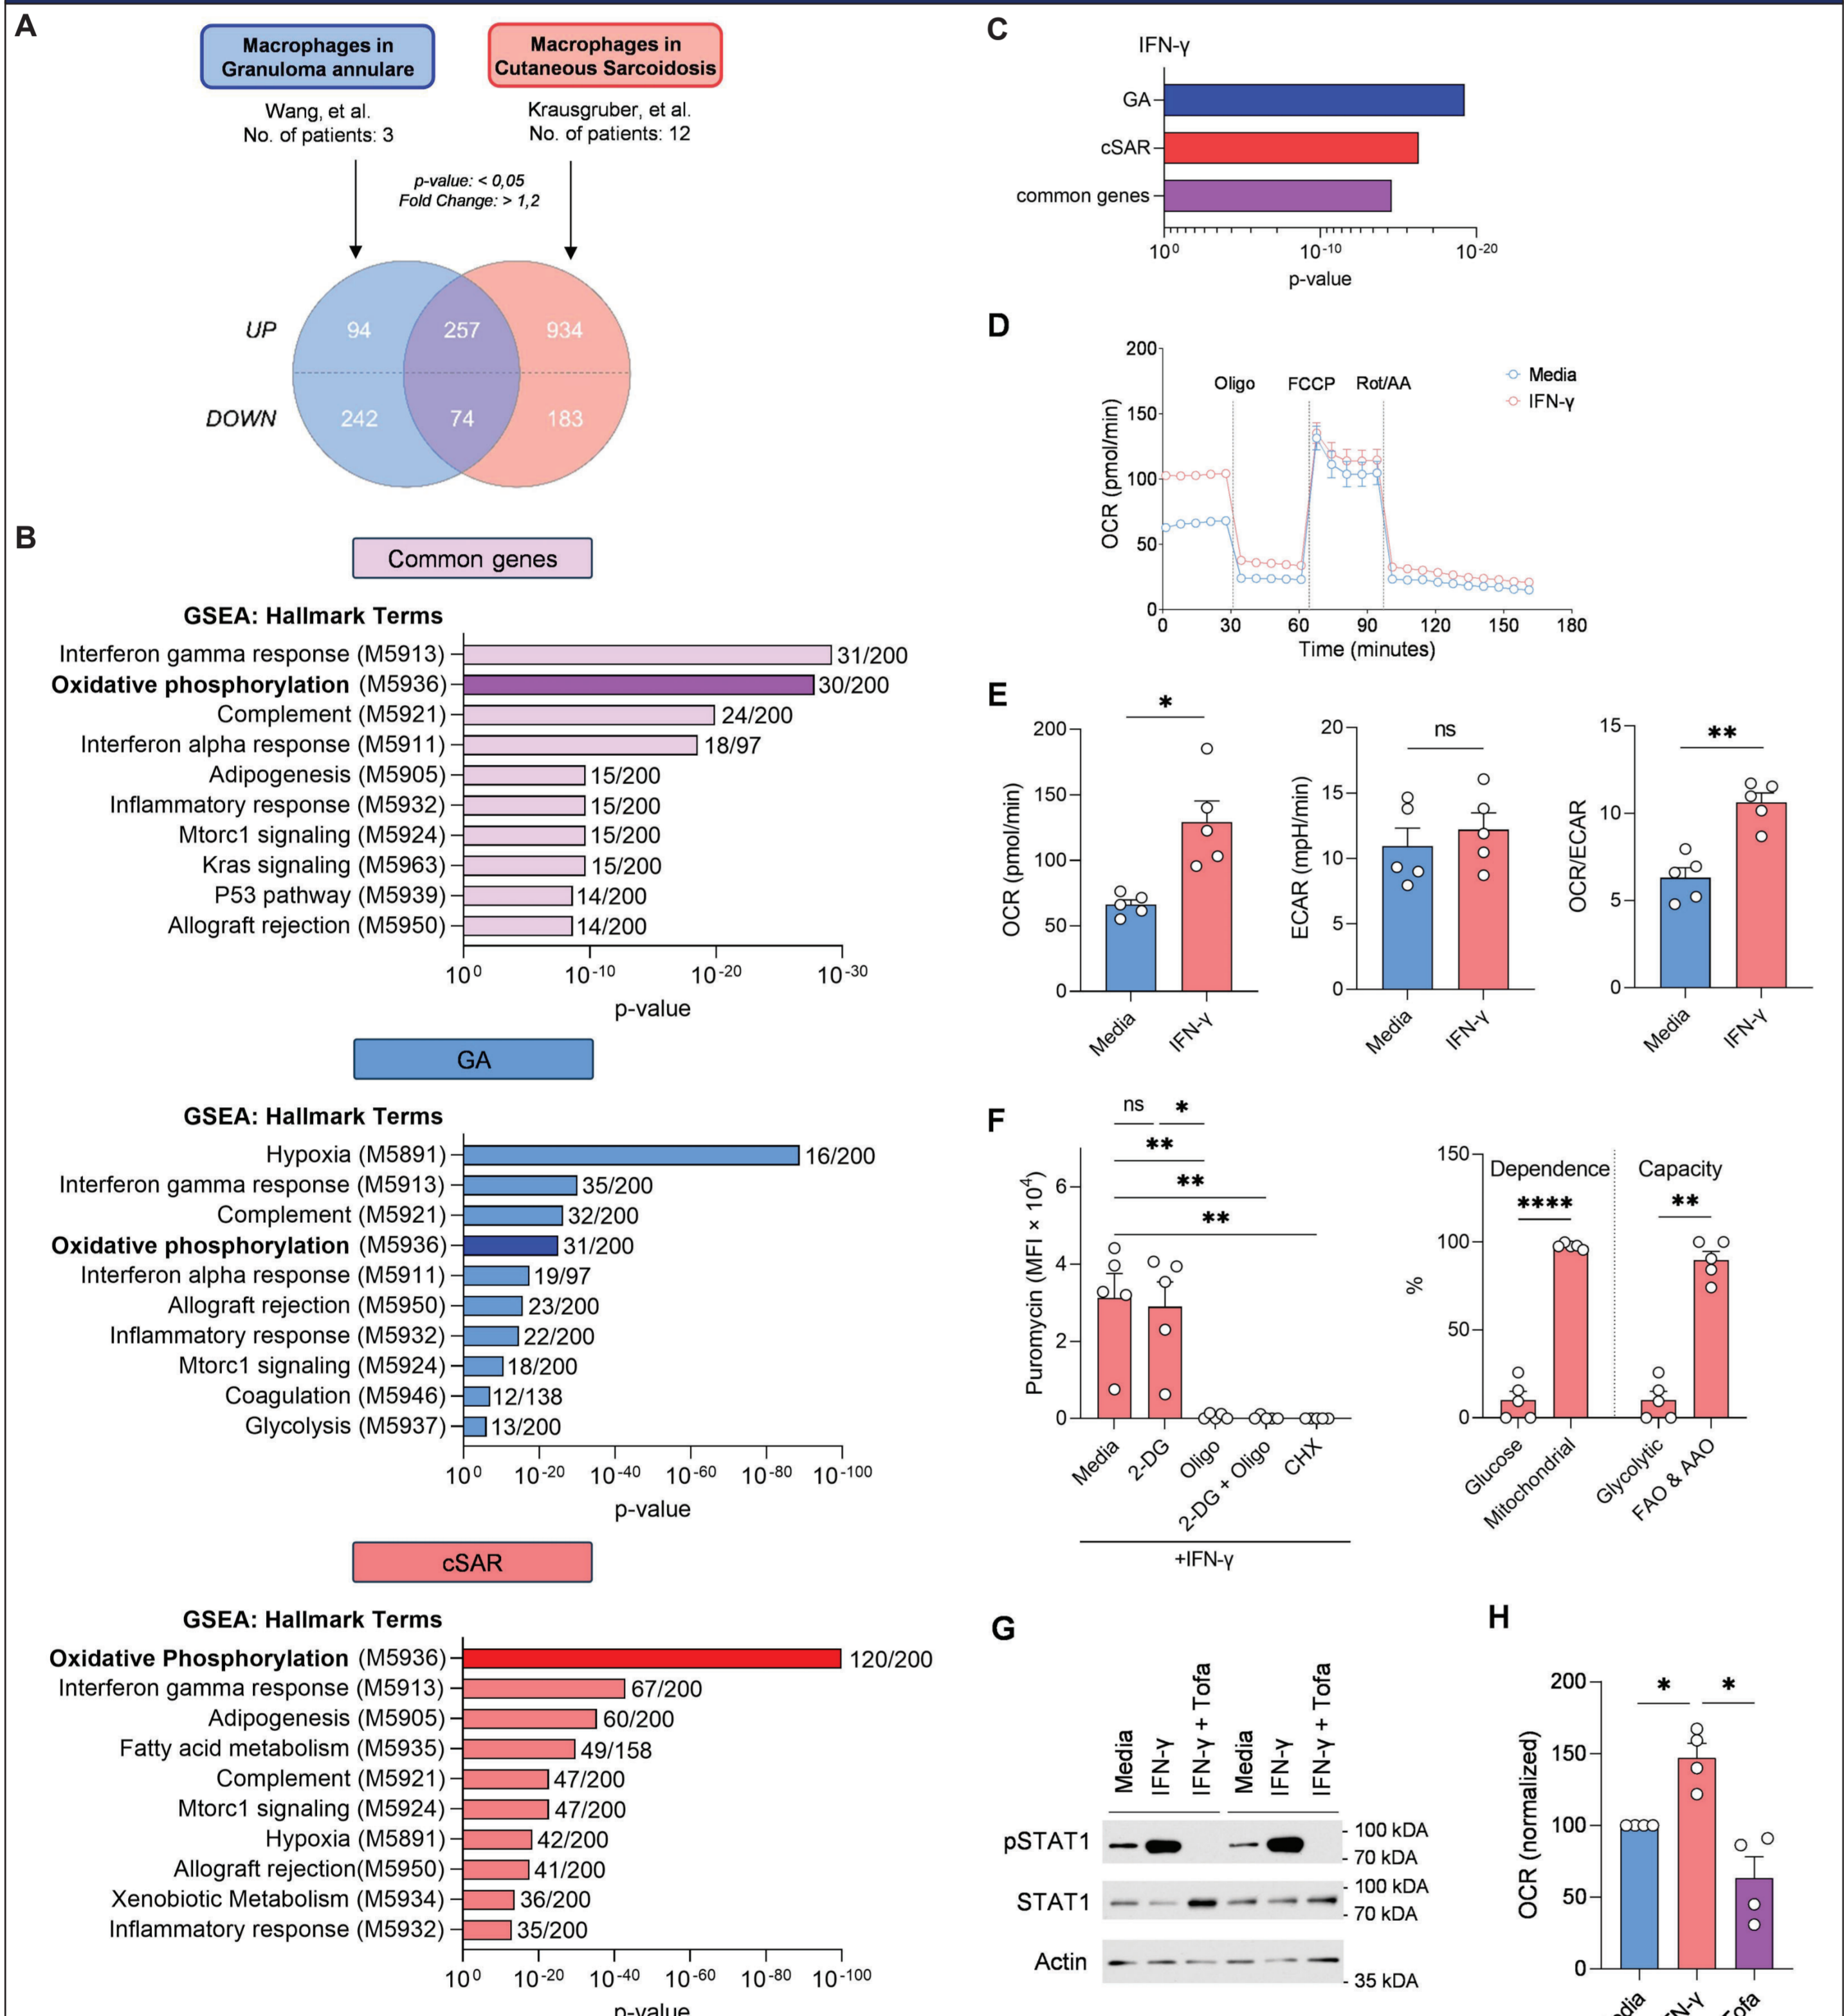 A
Macrophages in
Granuloma annulare
Macrophages in
Cutaneous Sarcoidosis
Wang, et al.
No. of patients: 3
Krausgruber, et al.
No. of patients: 12
p-value: < 0,05
Fold Change: > 1,2
UP
94
257
934
DOWN
242
74
183
B
Common genes
GSEA: Hallmark Terms
Interferon gamma response (M5913) 31/200
Oxidative phosphorylation (M5936) 30/200
Complement (M5921) 24/200
Interferon alpha response (M5911) 18/97
Adipogenesis (M5905) 15/200
Inflammatory response (M5932) 15/200
Mtorc1 signaling (M5924) 15/200
Kras signaling (M5963) 15/200
P53 pathway (M5939) 14/200
Allograft rejection (M5950) 14/200
10⁰ 10⁻¹⁰ 10⁻²⁰ 10⁻³⁰
p-value
GA
GSEA: Hallmark Terms
Hypoxia (M5891) 16/200
Interferon gamma response (M5913) 35/200
Complement (M5921) 32/200
Oxidative phosphorylation (M5936) 31/200
Interferon alpha response (M5911) 19/97
Allograft rejection (M5950) 23/200
Inflammatory response (M5932) 22/200
Mtorc1 signaling (M5924) 18/200
Coagulation (M5946) 12/138
Glycolysis (M5937) 13/200
10⁰ 10⁻²⁰ 10⁻⁴⁰ 10⁻⁶⁰ 10⁻⁸⁰ 10⁻¹⁰⁰
p-value
cSAR
GSEA: Hallmark Terms
Oxidative Phosphorylation (M5936) 120/200
Interferon gamma response (M5913) 67/200
Adipogenesis (M5905) 60/200
Fatty acid metabolism (M5935) 49/158
Complement (M5921) 47/200
Mtorc1 signaling (M5924) 47/200
Hypoxia (M5891) 42/200
Allograft rejection(M5950) 41/200
Xenobiotic Metabolism (M5934) 36/200
Inflammatory response (M5932) 35/200
10⁰ 10⁻²⁰ 10⁻⁴⁰ 10⁻⁶⁰ 10⁻⁸⁰ 10⁻¹⁰⁰
p-value
C
IFN-γ
GA
cSAR
common genes
10⁰ 10⁻¹⁰ 10⁻²⁰
p-value
D
OCR (pmol/min)
200
150
100
50
0
Oligo FCCP Rot/AA
Media
IFN-γ
0 30 60 90 120 150 180
Time (minutes)
E
OCR (pmol/min)
200
150
100
50
0
*
Media IFN-γ
ECAR (mpH/min)
20
15
10
5
0
ns
Media IFN-γ
OCR/ECAR
15
10
5
0
**
Media IFN-γ
F
Puromycin (MFI × 10⁴)
6
4
2
0
ns *
**
**
**
Media 2-DG Oligo 2-DG + Oligo CHX
+IFN-γ
%
150
100
50
0
Dependence Capacity
**** **
Glucose Mitochondrial Glycolytic FAO & AAO
G
Media IFN-γ IFN-γ + Tofa Media IFN-γ IFN-γ + Tofa
pSTAT1
- 100 kDA
- 70 kDA
STAT1
- 100 kDA
- 70 kDA
Actin
- 35 kDA
H
OCR (normalized)
200
150
100
50
0
* *